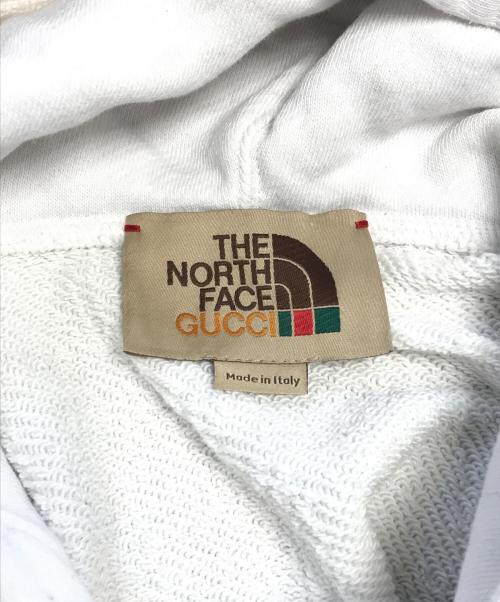 THE
NORTH
FACE
GUCCI
Made in Italy